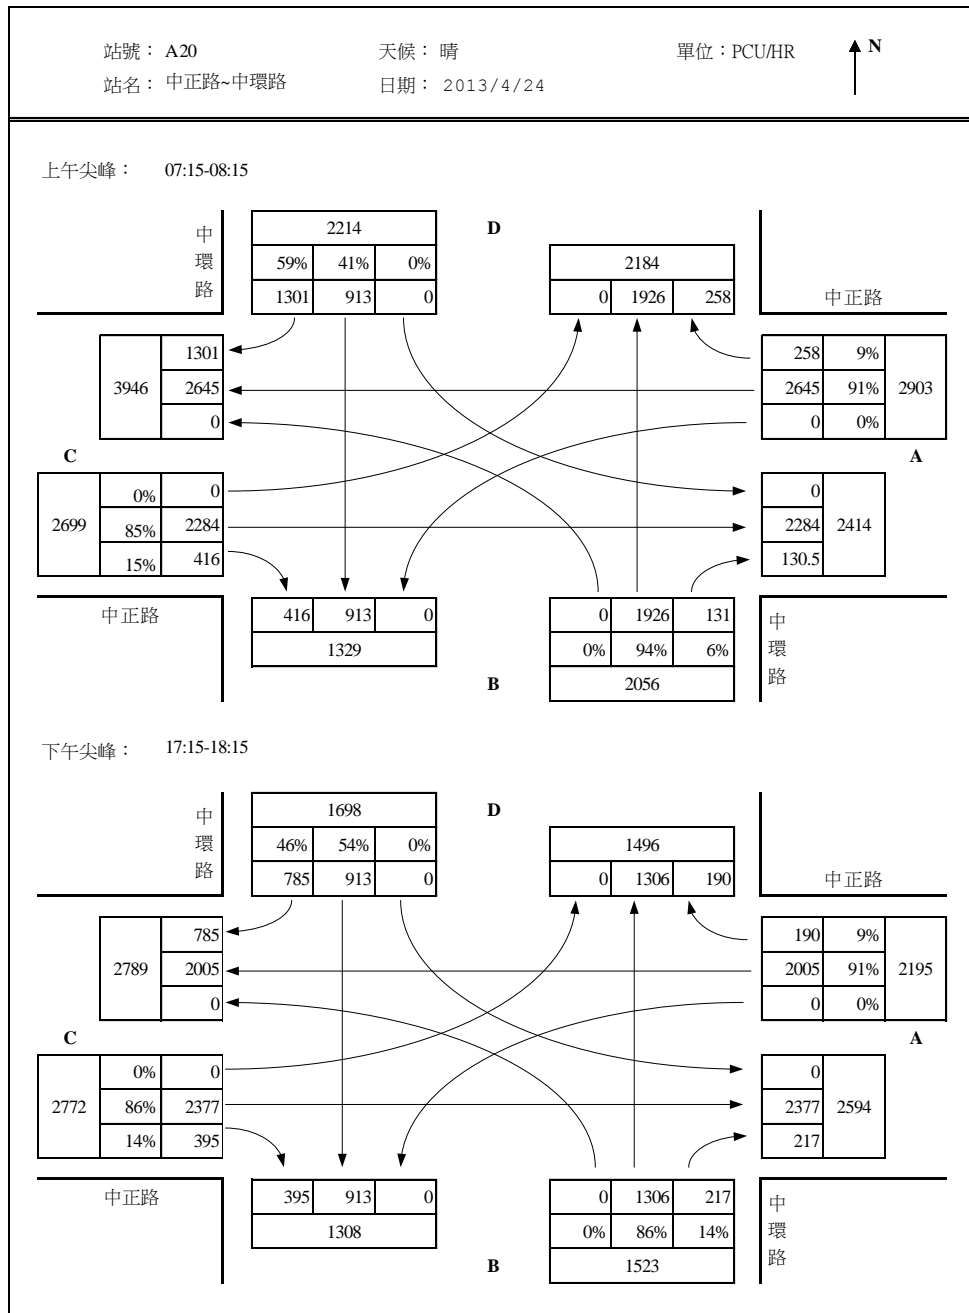 站號： A20 天候： 晴 單位：PCU/HR N
站名： 中正路~中環路 日期： 2013/4/24
上午尖峰： 07:15-08:15
中環路
2214
59% 41% 0%
1301 913 0
D
2184
0 1926 258
中正路
3946
1301
2645
0
258 9%
2645 91% 2903
0 0%
C
A
2699
0% 0
85% 2284
15% 416
0
2284 2414
130.5
中正路
416 913 0
1329
B
0 1926 131
0% 94% 6%
2056
中環路
下午尖峰： 17:15-18:15
中環路
1698
46% 54% 0%
785 913 0
D
1496
0 1306 190
中正路
2789
785
2005
0
190 9%
2005 91% 2195
0 0%
C
A
2772
0% 0
86% 2377
14% 395
0
2377 2594
217
中正路
395 913 0
1308
B
0 1306 217
0% 86% 14%
1523
中環路